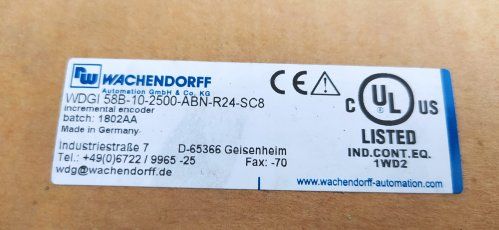 WACHENDORFF
Automation GmbH & Co. KG
WDGI 58B-10-2500-ABN-R24-SC8
incremental encoder
batch: 1802AA
Made in Germany
Industriestraße 7 D-65366 Geisenheim
Tel.: +49(0)6722 / 9965 -25 Fax: -70
wdg@wachendorff.de
CE
C UL US
LISTED
IND.CONT.EQ.
1WD2
www.wachendorff-automation.com